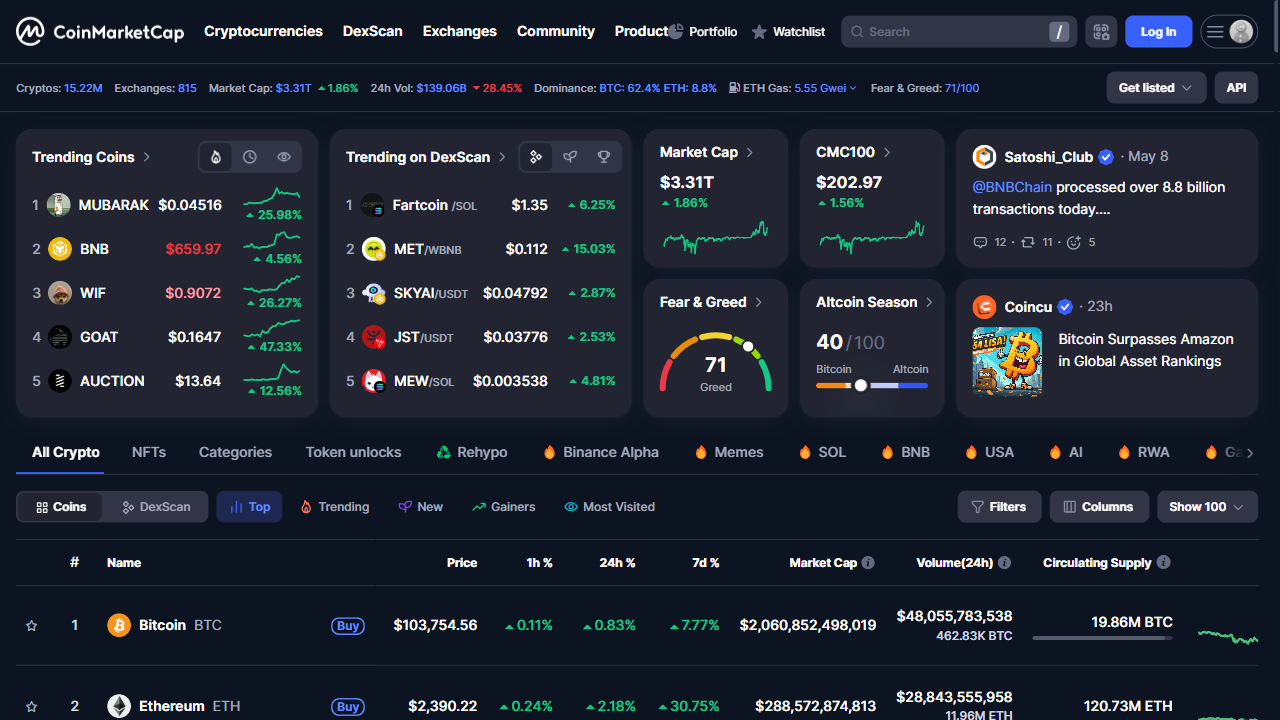 CoinMarketCap Cryptocurrencies DexScan Exchanges Community Product Portfolio Watchlist Search / Log In
Cryptos: 15.22M Exchanges: 815 Market Cap: $3.31T 1.86% 24h Vol: $139.06B 28.45% Dominance: BTC: 62.4% ETH: 8.8% ETH Gas: 5.55 Gwei Fear & Greed: 71/100 Get listed API
Trending Coins
1 MUBARAK $0.04516 25.98%
2 BNB $659.97 4.56%
3 WIF $0.9072 26.27%
4 GOAT $0.1647 47.33%
5 AUCTION $13.64 12.56%
Trending on DexScan
1 Fartcoin /SOL $1.35 6.25%
2 MET/WBNB $0.112 15.03%
3 SKYAI/USDT $0.04792 2.87%
4 JST/USDT $0.03776 2.53%
5 MEW/SOL $0.003538 4.81%
Market Cap
$3.31T
1.86%
CMC100
$202.97
1.56%
Fear & Greed
71
Greed
Altcoin Season
40/100
Bitcoin Altcoin
Satoshi_Club · May 8
@BNBChain processed over 8.8 billion
transactions today....
12 · 11 · 5
Coincu · 23h
Bitcoin Surpasses Amazon
in Global Asset Rankings
All Crypto NFTs Categories Token unlocks Rehypo Binance Alpha Memes SOL BNB USA AI RWA
Coins DexScan Top Trending New Gainers Most Visited Filters Columns Show 100
# Name Price 1h % 24h % 7d % Market Cap Volume(24h) Circulating Supply
1 Bitcoin BTC Buy $103,754.56 0.11% 0.83% 7.77% $2,060,852,498,019 $48,055,783,538 19.86M BTC
462.83K BTC
2 Ethereum ETH Buy $2,390.22 0.24% 2.18% 30.75% $288,572,874,813 $28,843,555,958 120.73M ETH
11.96M ETH